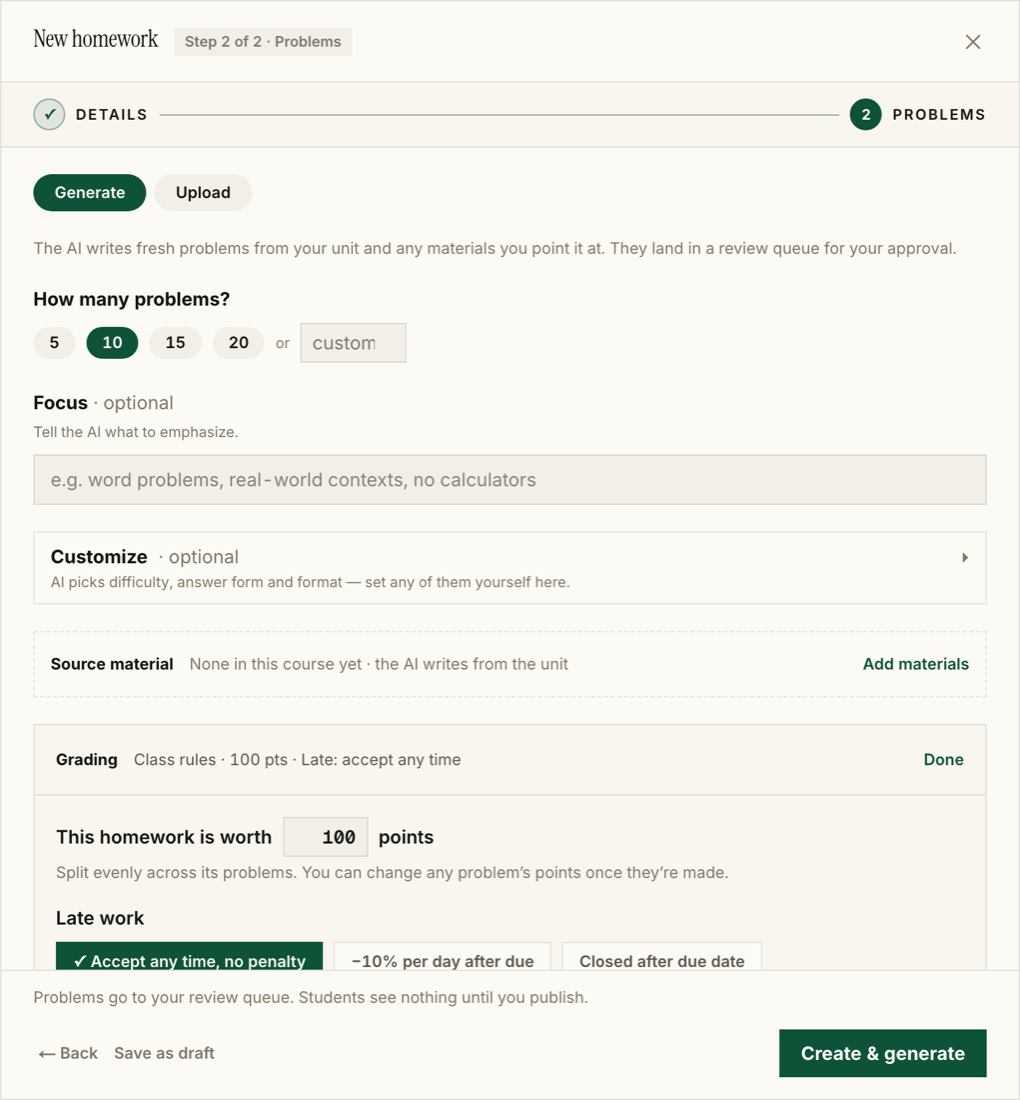 New homework
Step 2 of 2 · Problems
✓ DETAILS
2 PROBLEMS
Generate
Upload
The AI writes fresh problems from your unit and any materials you point it at. They land in a review queue for your approval.
How many problems?
5 10 15 20 or custom
Focus · optional
Tell the AI what to emphasize.
e.g. word problems, real-world contexts, no calculators
Customize · optional
AI picks difficulty, answer form and format — set any of them yourself here.
Source material None in this course yet · the AI writes from the unit Add materials
Grading Class rules · 100 pts · Late: accept any time Done
This homework is worth 100 points
Split evenly across its problems. You can change any problem’s points once they’re made.
Late work
✓ Accept any time, no penalty −10% per day after due Closed after due date
Problems go to your review queue. Students see nothing until you publish.
← Back Save as draft Create & generate